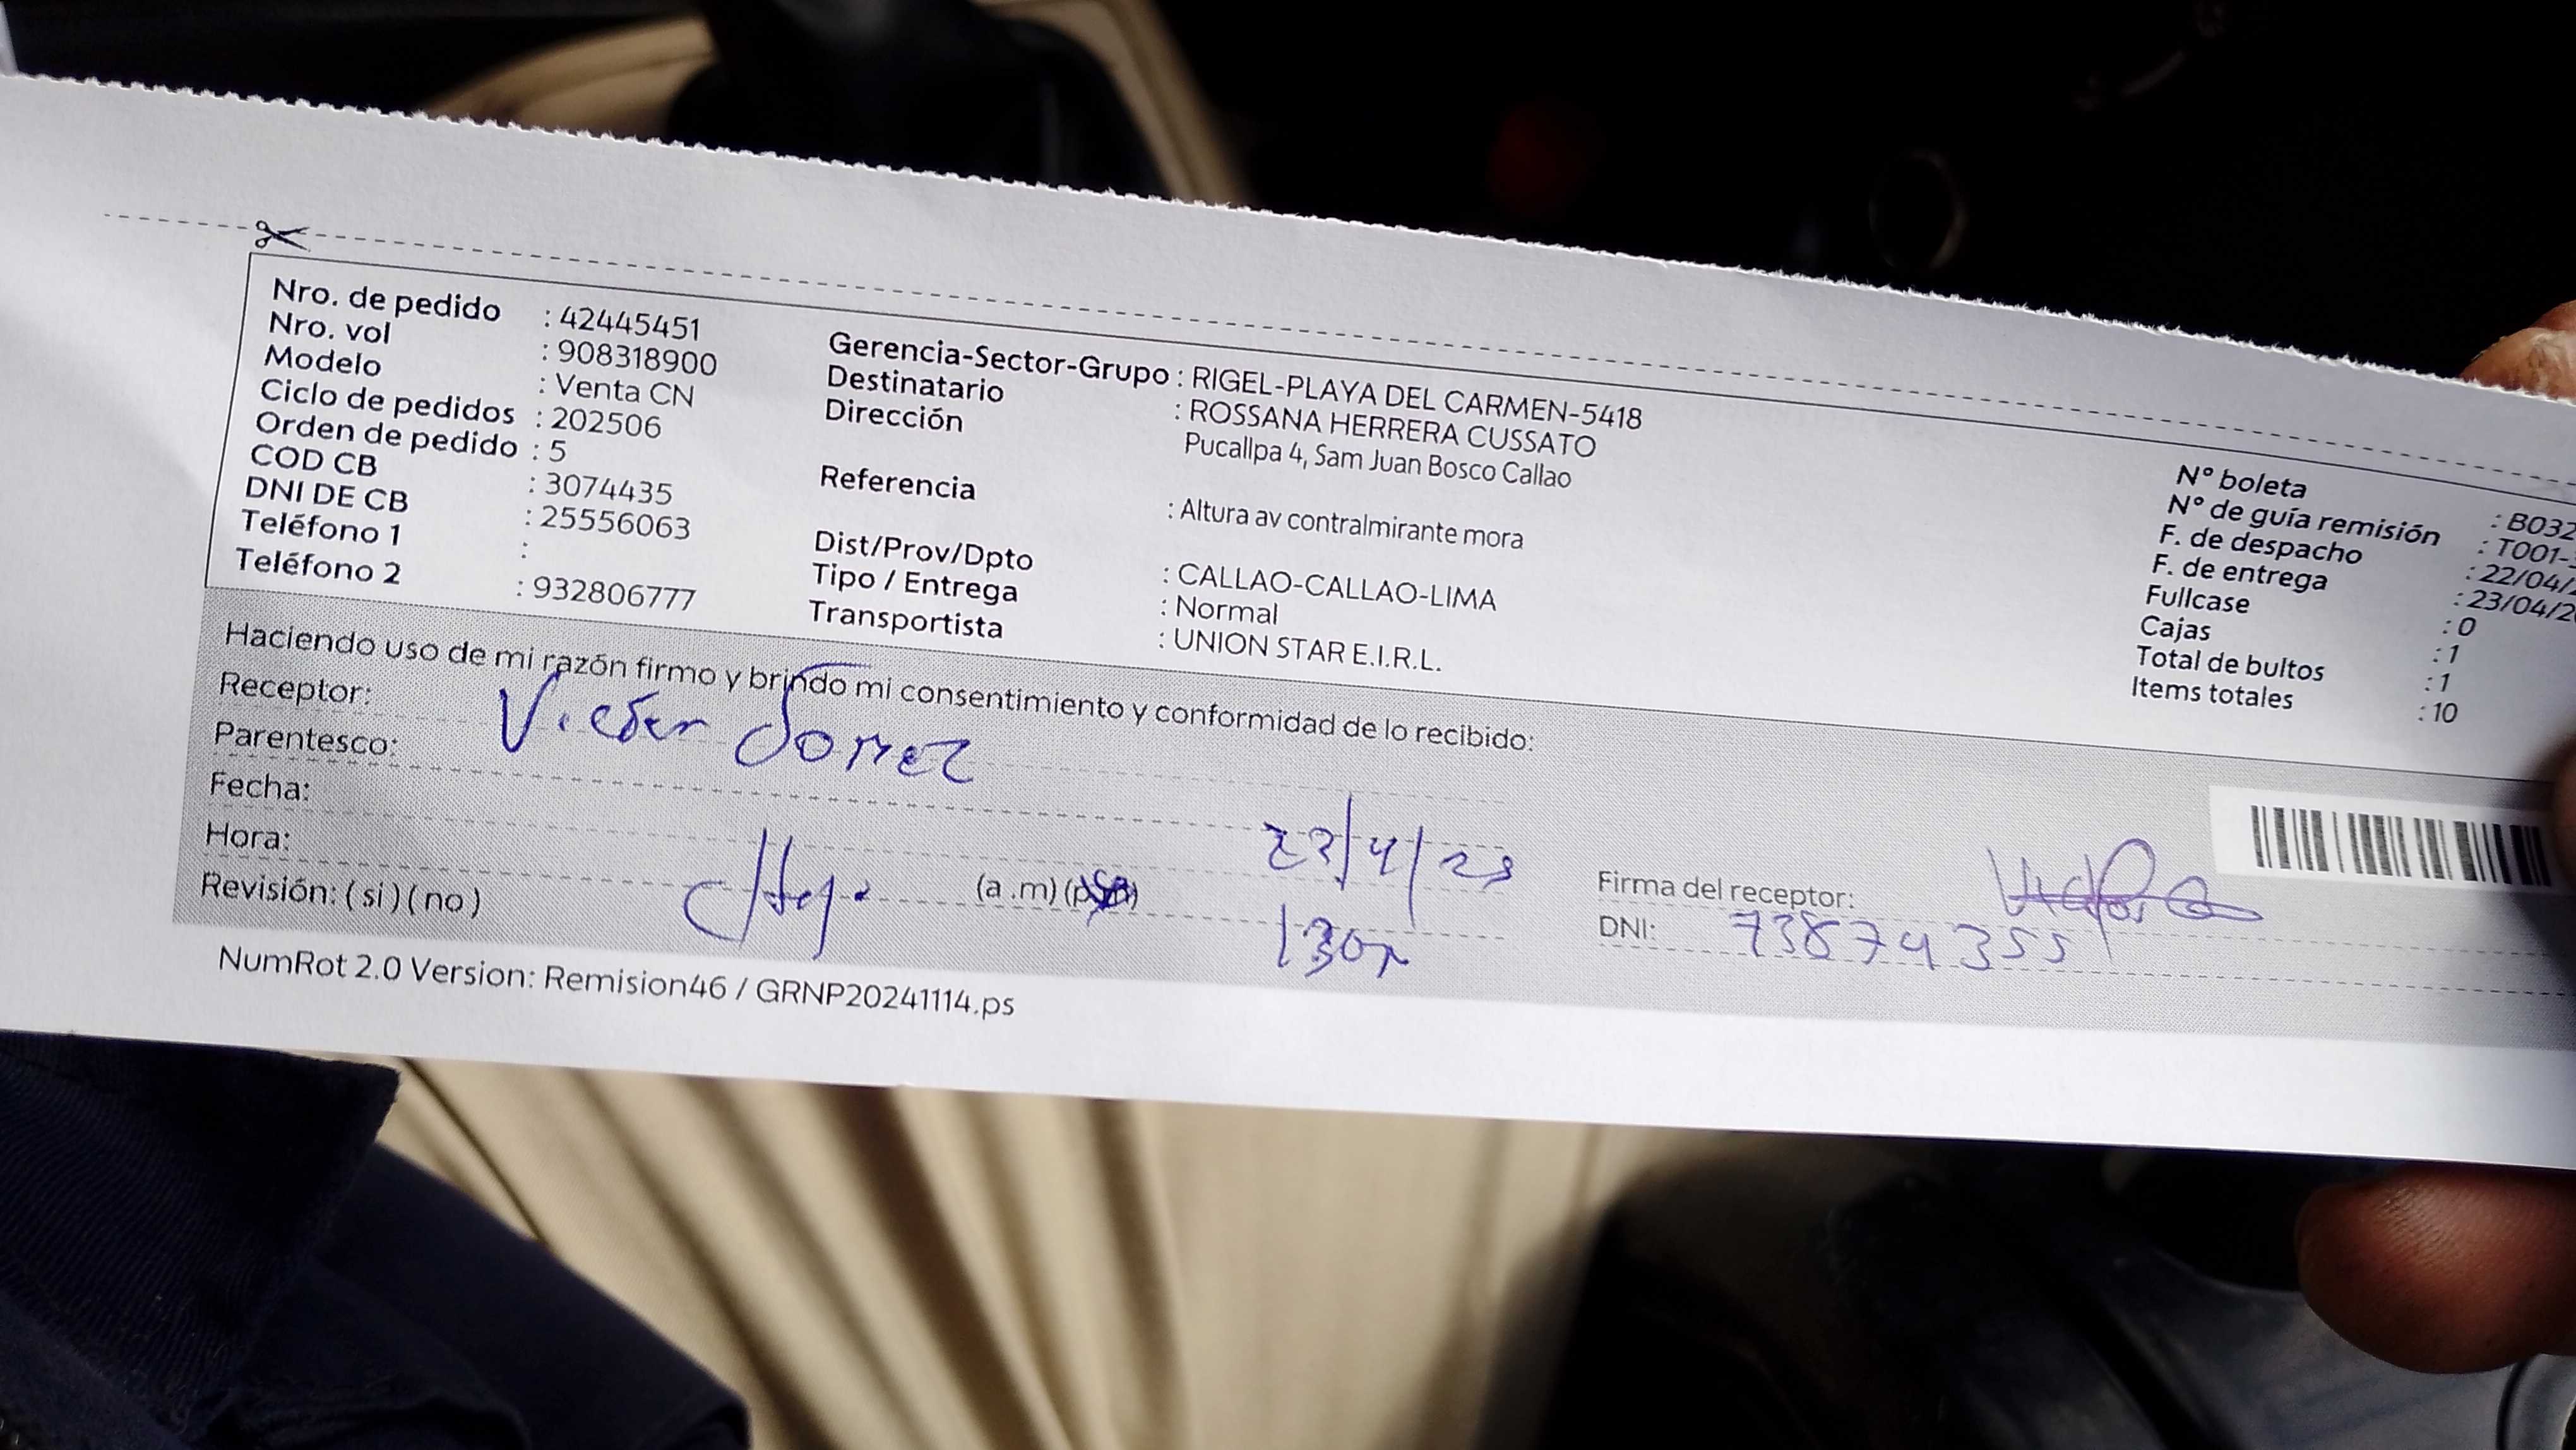 Nro. de pedido : 42445451
Nro. vol : 908318900
Modelo : Venta CN
Ciclo de pedidos : 202506
Orden de pedido : 5
COD CB : 3074435
DNI DE CB : 25556063
Teléfono 1 :
Teléfono 2 : 932806777
Gerencia-Sector-Grupo : RIGEL-PLAYA DEL CARMEN-5418
Destinatario : ROSSANA HERRERA CUSSATO
Dirección Pucallpa 4, Sam Juan Bosco Callao
Referencia : Altura av contralmirante mora
Dist/Prov/Dpto : CALLAO-CALLAO-LIMA
Tipo / Entrega : Normal
Transportista : UNION STAR E.I.R.L.
N° boleta : B032
N° de guía remisión : T001-
F. de despacho : 22/04/
F. de entrega : 23/04/2
Fullcase : 0
Cajas : 1
Total de bultos : 1
Items totales : 10
Haciendo uso de mi razón firmo y brindo mi consentimiento y conformidad de lo recibido:
Receptor: Victor
Parentesco:
Fecha:
Hora: (a .m)
Revisión: ( si ) ( no )
Firma del receptor:
DNI: 73874355
NumRot 2.0 Version: Remision46 / GRNP20241114.ps